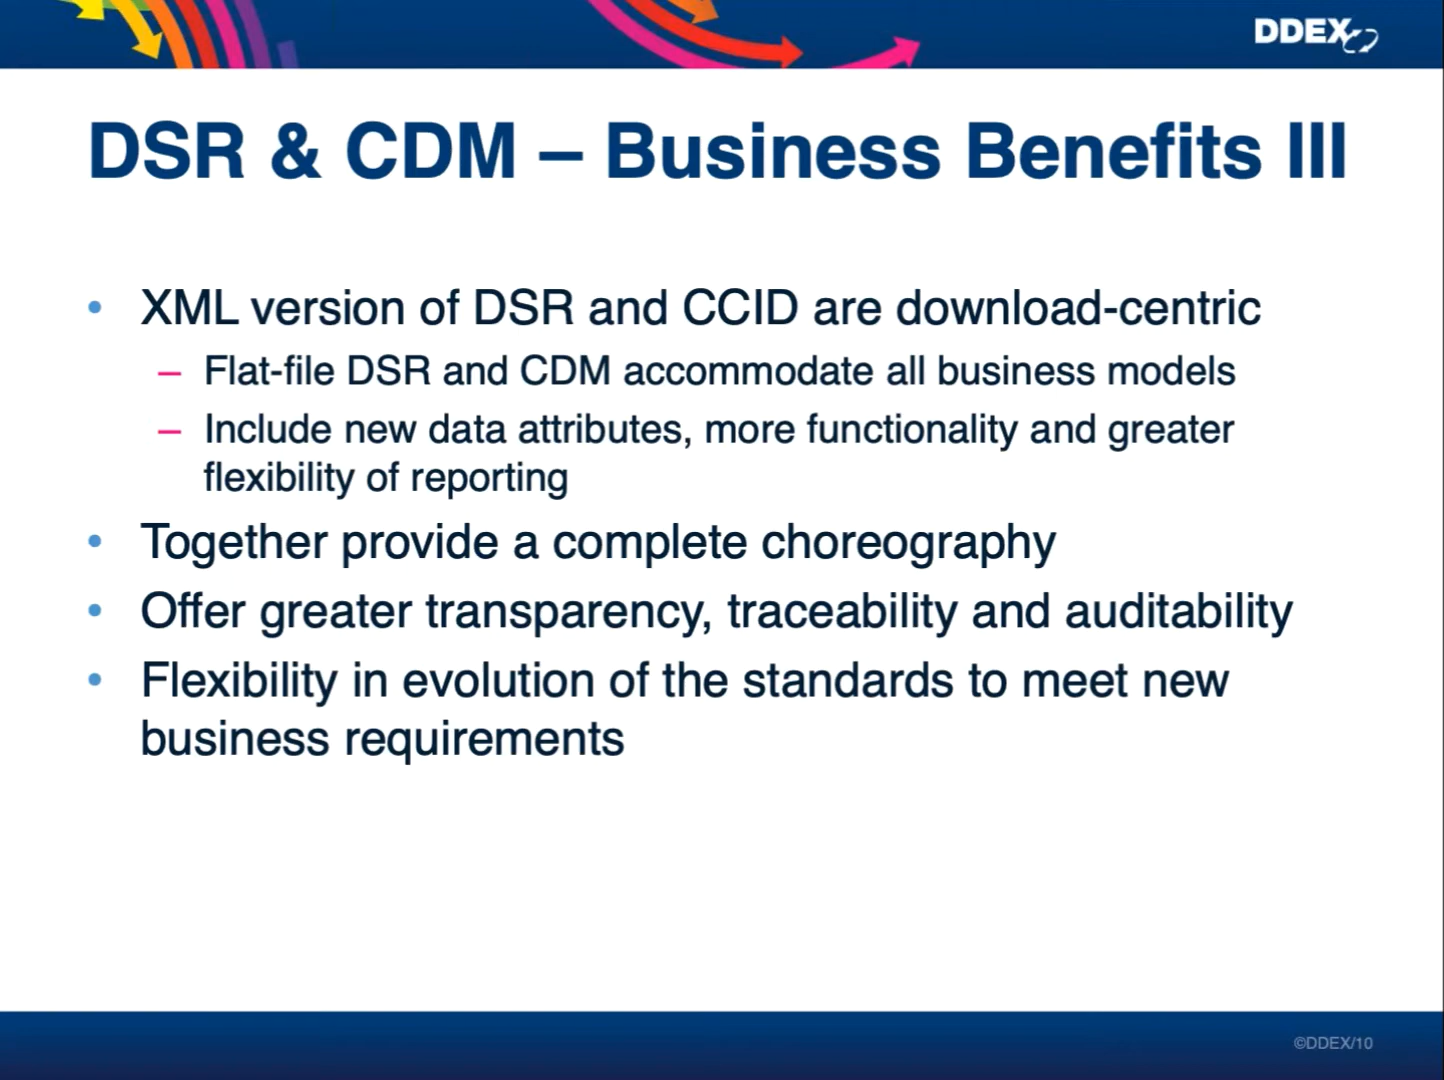 DDEX
DSR & CDM – Business Benefits III
• XML version of DSR and CCID are download-centric
– Flat-file DSR and CDM accommodate all business models
– Include new data attributes, more functionality and greater
flexibility of reporting
• Together provide a complete choreography
• Offer greater transparency, traceability and auditability
• Flexibility in evolution of the standards to meet new
business requirements
©DDEX/10